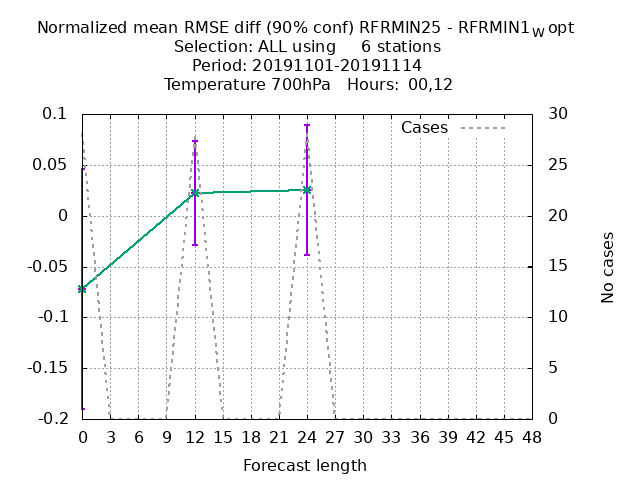 Normalized mean RMSE diff (90% conf) RFRMIN25 - RFRMIN1W opt
Selection: ALL using 6 stations
Period: 20191101-20191114
Temperature 700hPa Hours: 00,12
Cases
0.1
0.05
0
-0.05
-0.1
-0.15
-0.2
30
25
20
15
10
5
0
No cases
0 3 6 9 12 15 18 21 24 27 30 33 36 39 42 45 48
Forecast length